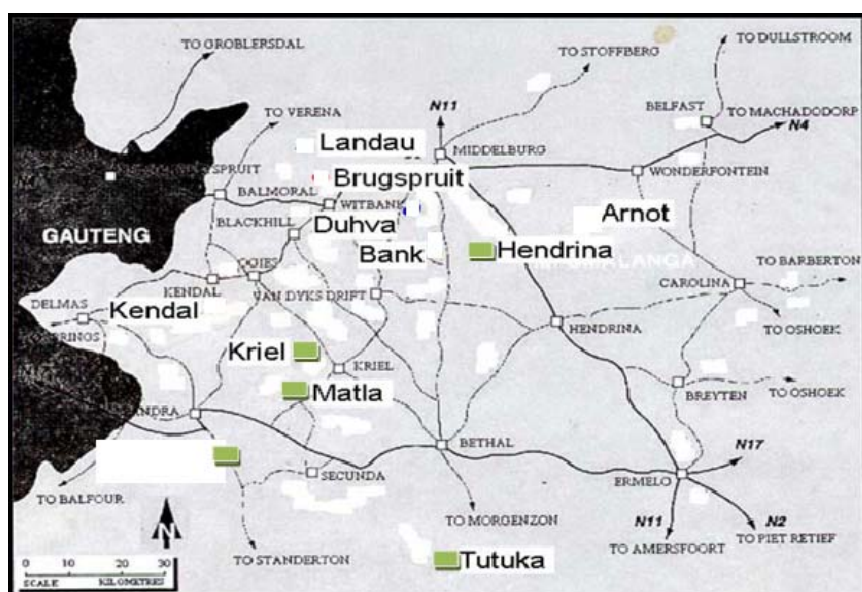 TO GROBLERSDAL
TO DULLSTROOM
TO STOFFBERG
TO VERENA
N11
BELFAST
TO MACHADODORP
N4
Landau
MIDDELBURG
WONDERFONTEIN
BALMORAL
Brugspruit
WITBANK
BLACKHILL
Duhva
Arnot
GAUTENG
Bank
Hendrina
TO BARBERTON
KENDAL
VAN DYKS DRIFT
CAROLINA
DELMAS
Kendal
HENDRINA
TO OSHOEK
Kriel
KRIEL
Matla
BREYTEN
TO OSHOEK
BETHAL
N17
SECUNDA
ERMELO
TO BALFOUR
N
TO MORGENZON
N11
N2
TO STANDERTON
TO AMERSFOORT
TO PIET RETIEF
Tutuka
0 10 20 30
SCALE KILOMETRES